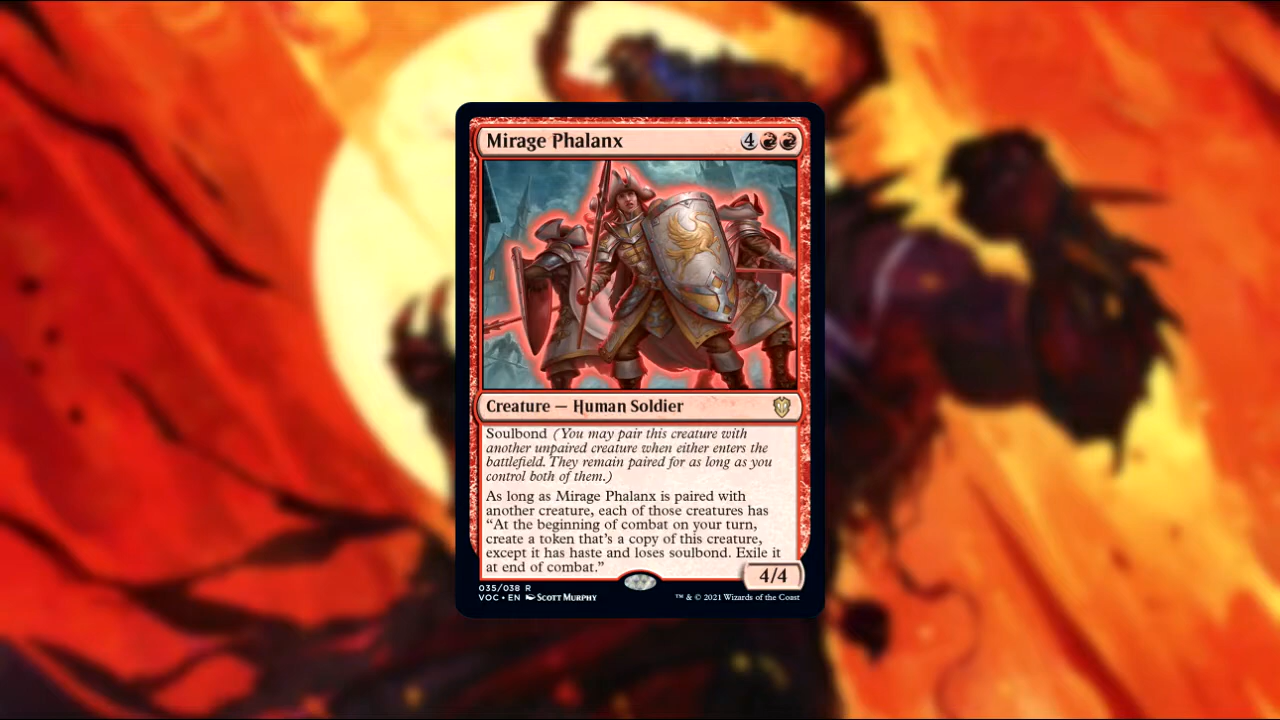 Mirage Phalanx 4
Creature — Human Soldier
Soulbond (You may pair this creature with
another unpaired creature when either enters the
battlefield. They remain paired for as long as you
control both of them.)
As long as Mirage Phalanx is paired with
another creature, each of those creatures has
“At the beginning of combat on your turn,
create a token that’s a copy of this creature,
except it has haste and loses soulbond. Exile it
at end of combat.”
4/4
035/038 R
VOC • EN Scott Murphy ™ & © 2021 Wizards of the Coast